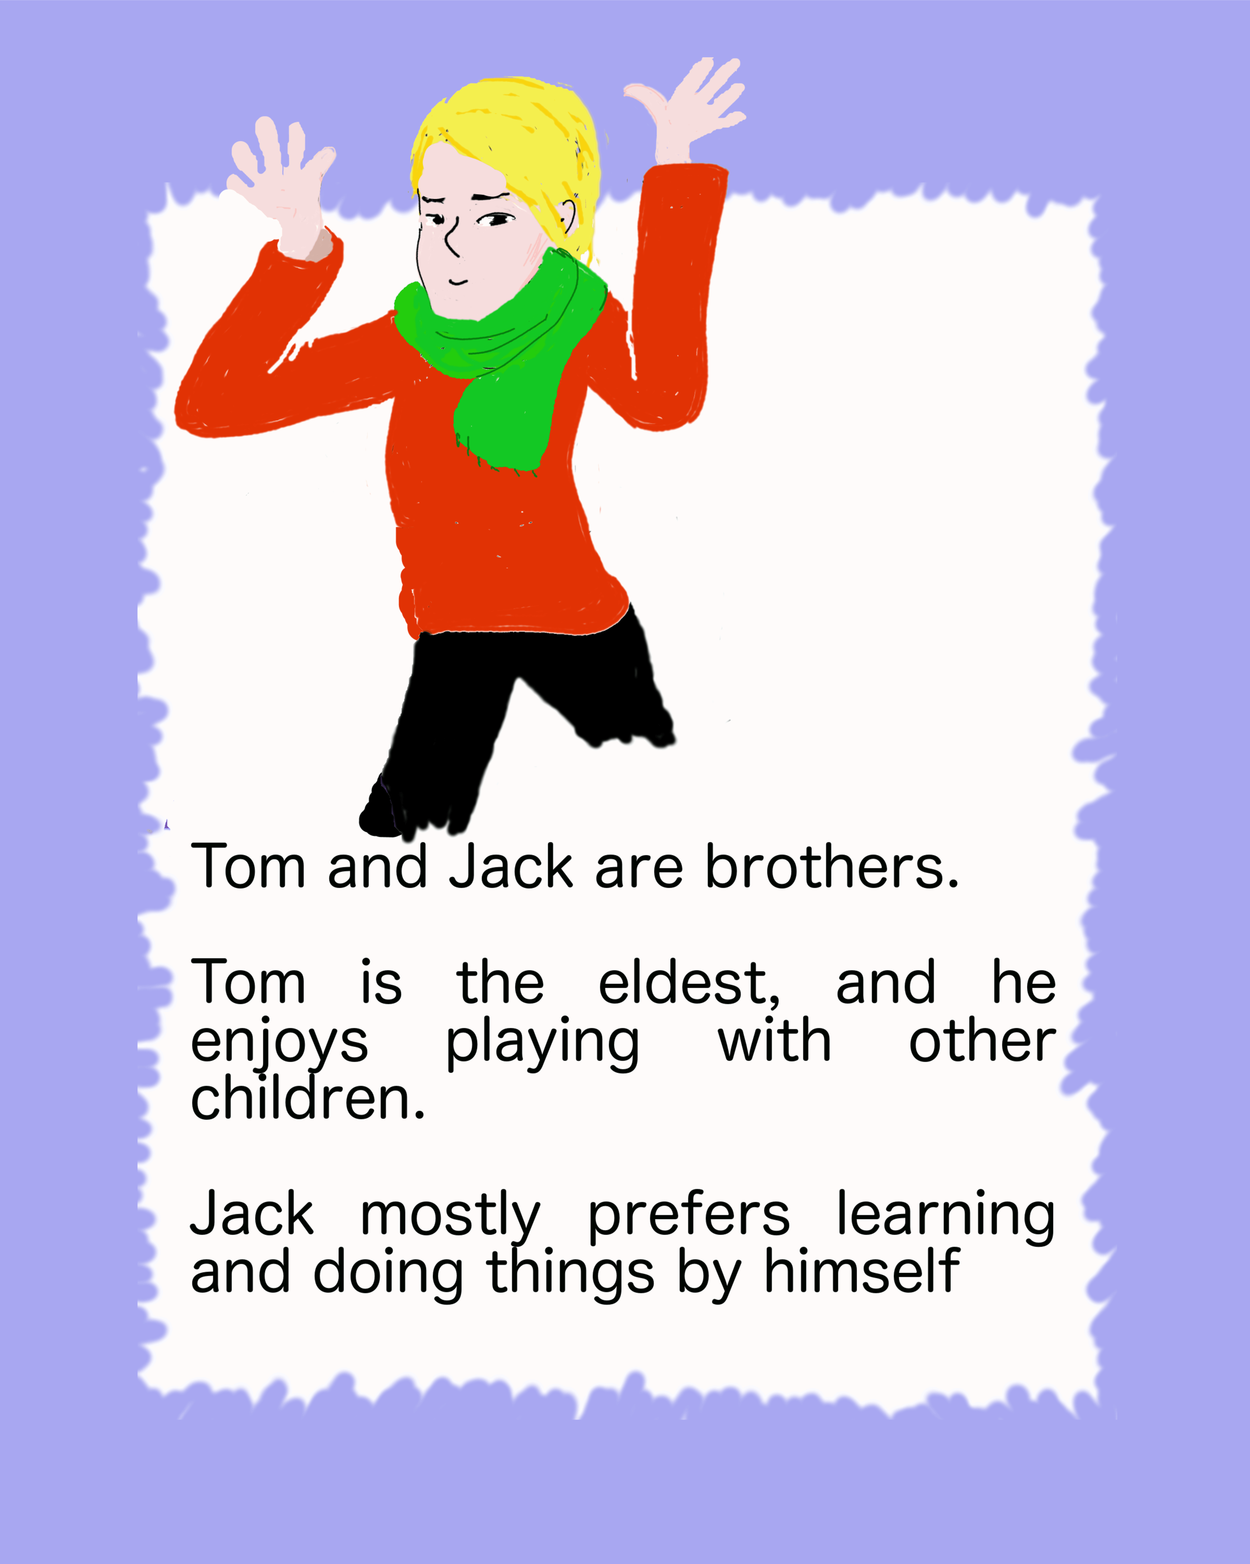 Tom and Jack are brothers.
Tom is the eldest, and he
enjoys playing with other
children.
Jack mostly prefers learning
and doing things by himself